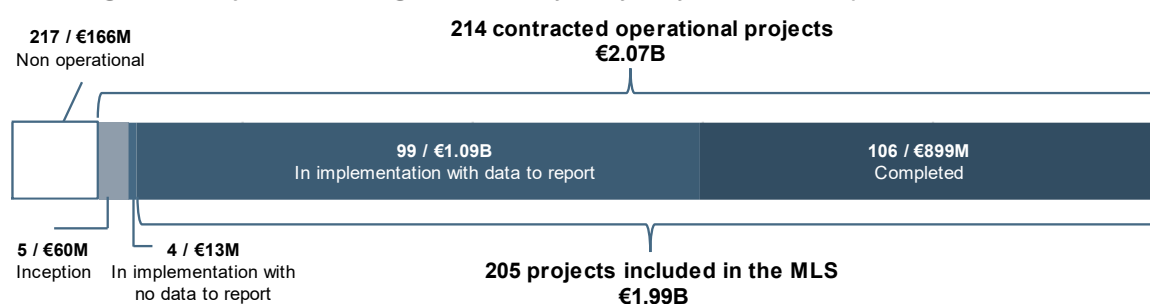 217 / €166M
Non operational
214 contracted operational projects
€2.07B
99 / €1.09B
In implementation with data to report
106 / €899M
Completed
5 / €60M
Inception
4 / €13M
In implementation with
no data to report
205 projects included in the MLS
€1.99B